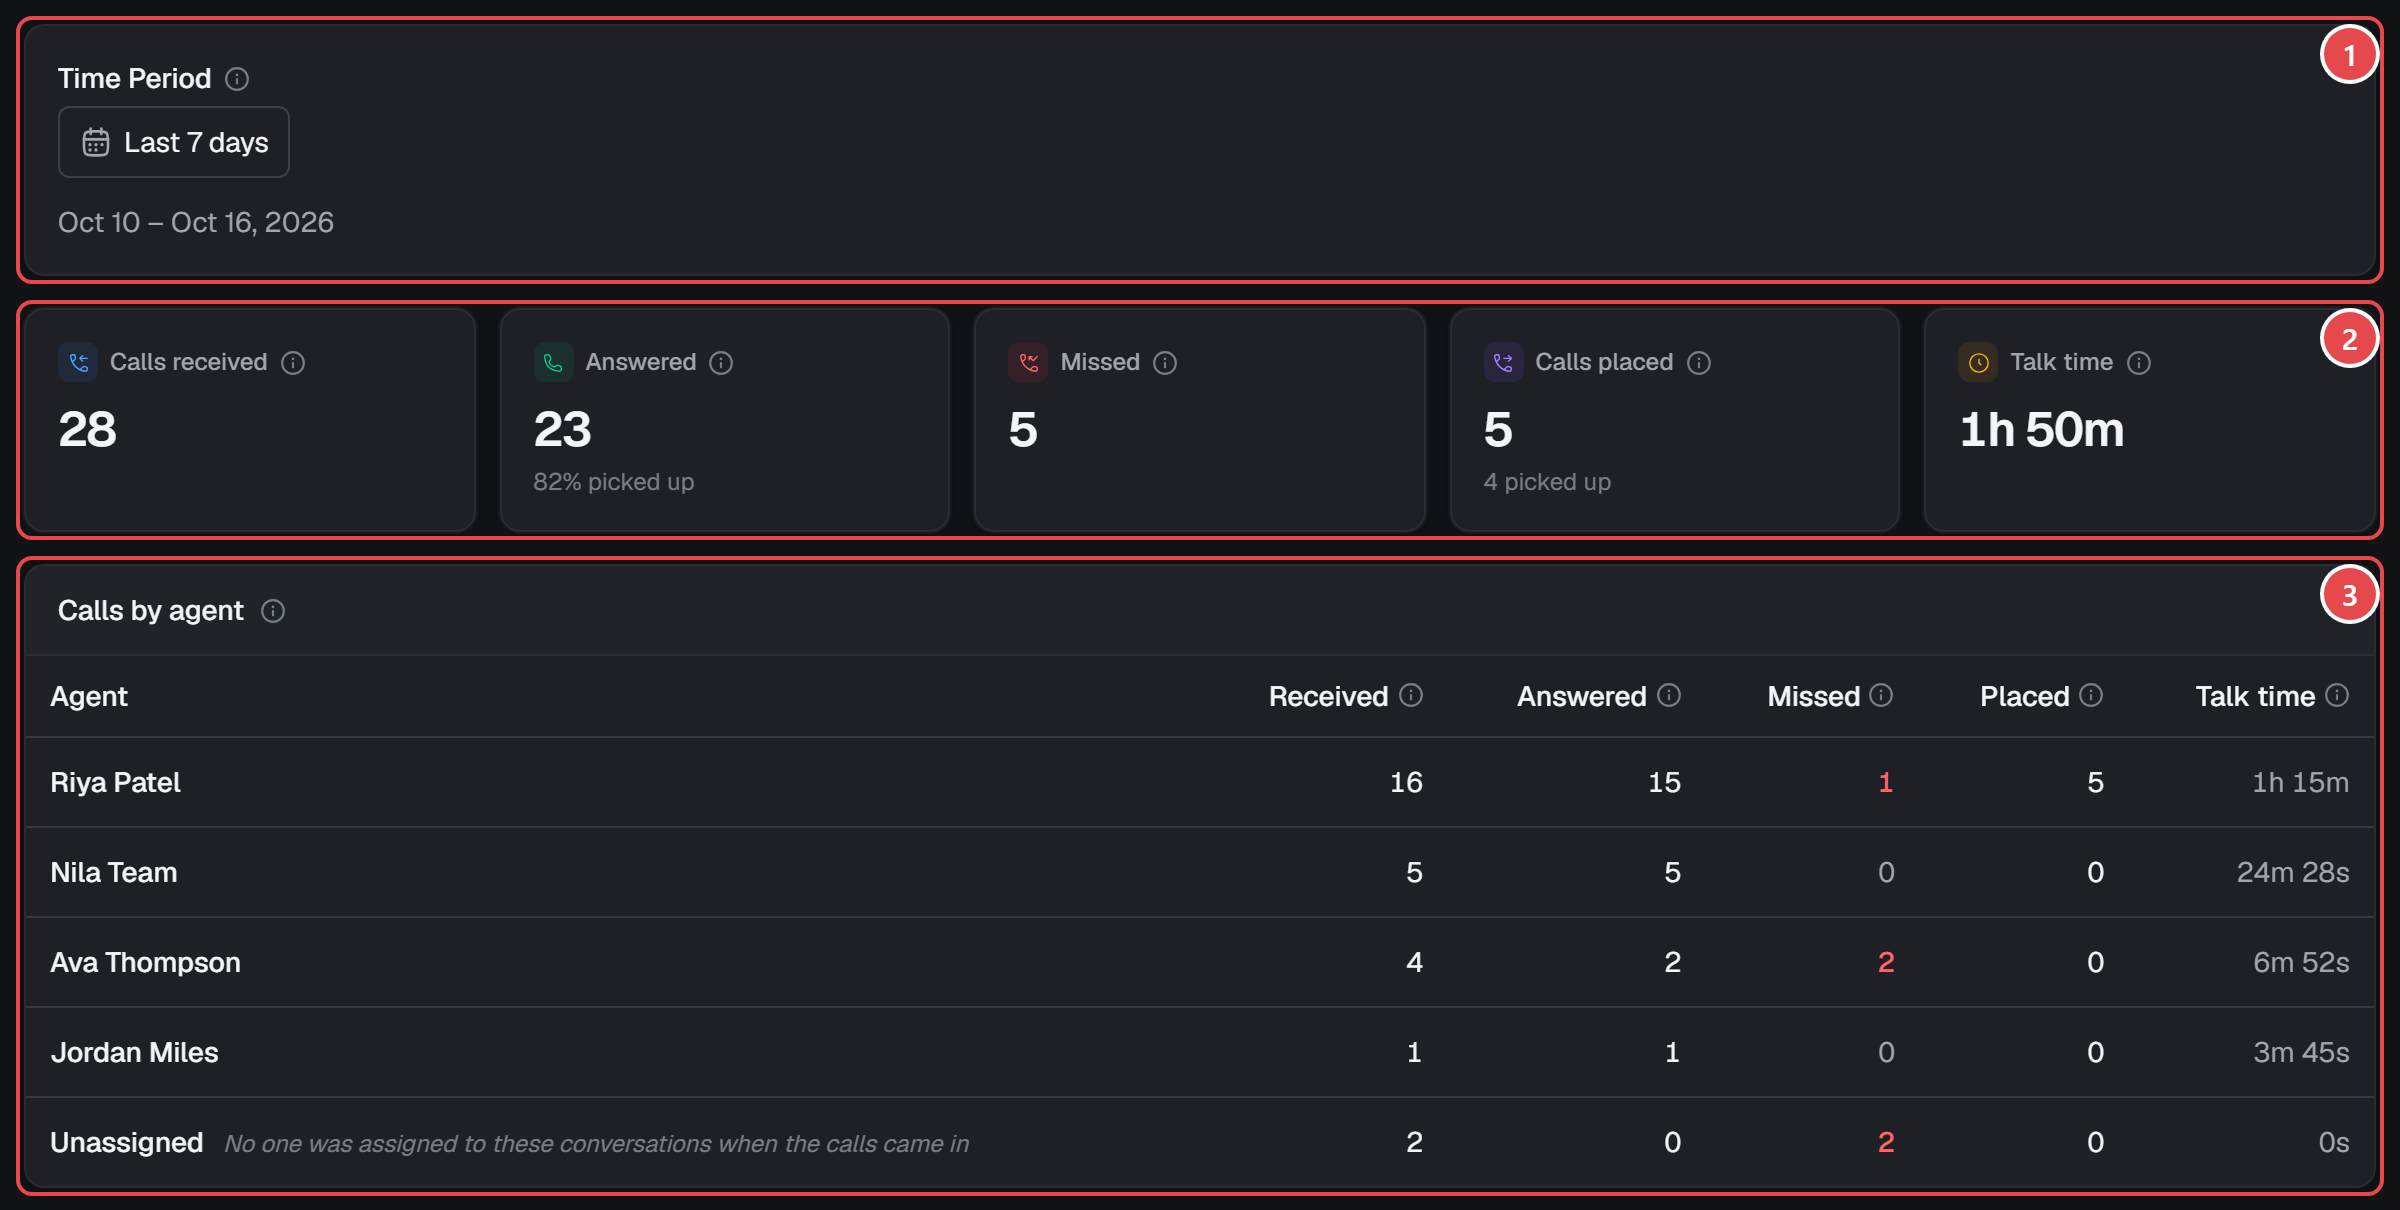 1
Time Period
Last 7 days
Oct 10 – Oct 16, 2026
2
Calls received
28
Answered
23
82% picked up
Missed
5
Calls placed
5
4 picked up
Talk time
1h 50m
3
Calls by agent
Agent Received Answered Missed Placed Talk time
Riya Patel 16 15 1 5 1h 15m
Nila Team 5 5 0 0 24m 28s
Ava Thompson 4 2 2 0 6m 52s
Jordan Miles 1 1 0 0 3m 45s
Unassigned No one was assigned to these conversations when the calls came in 2 0 2 0 0s